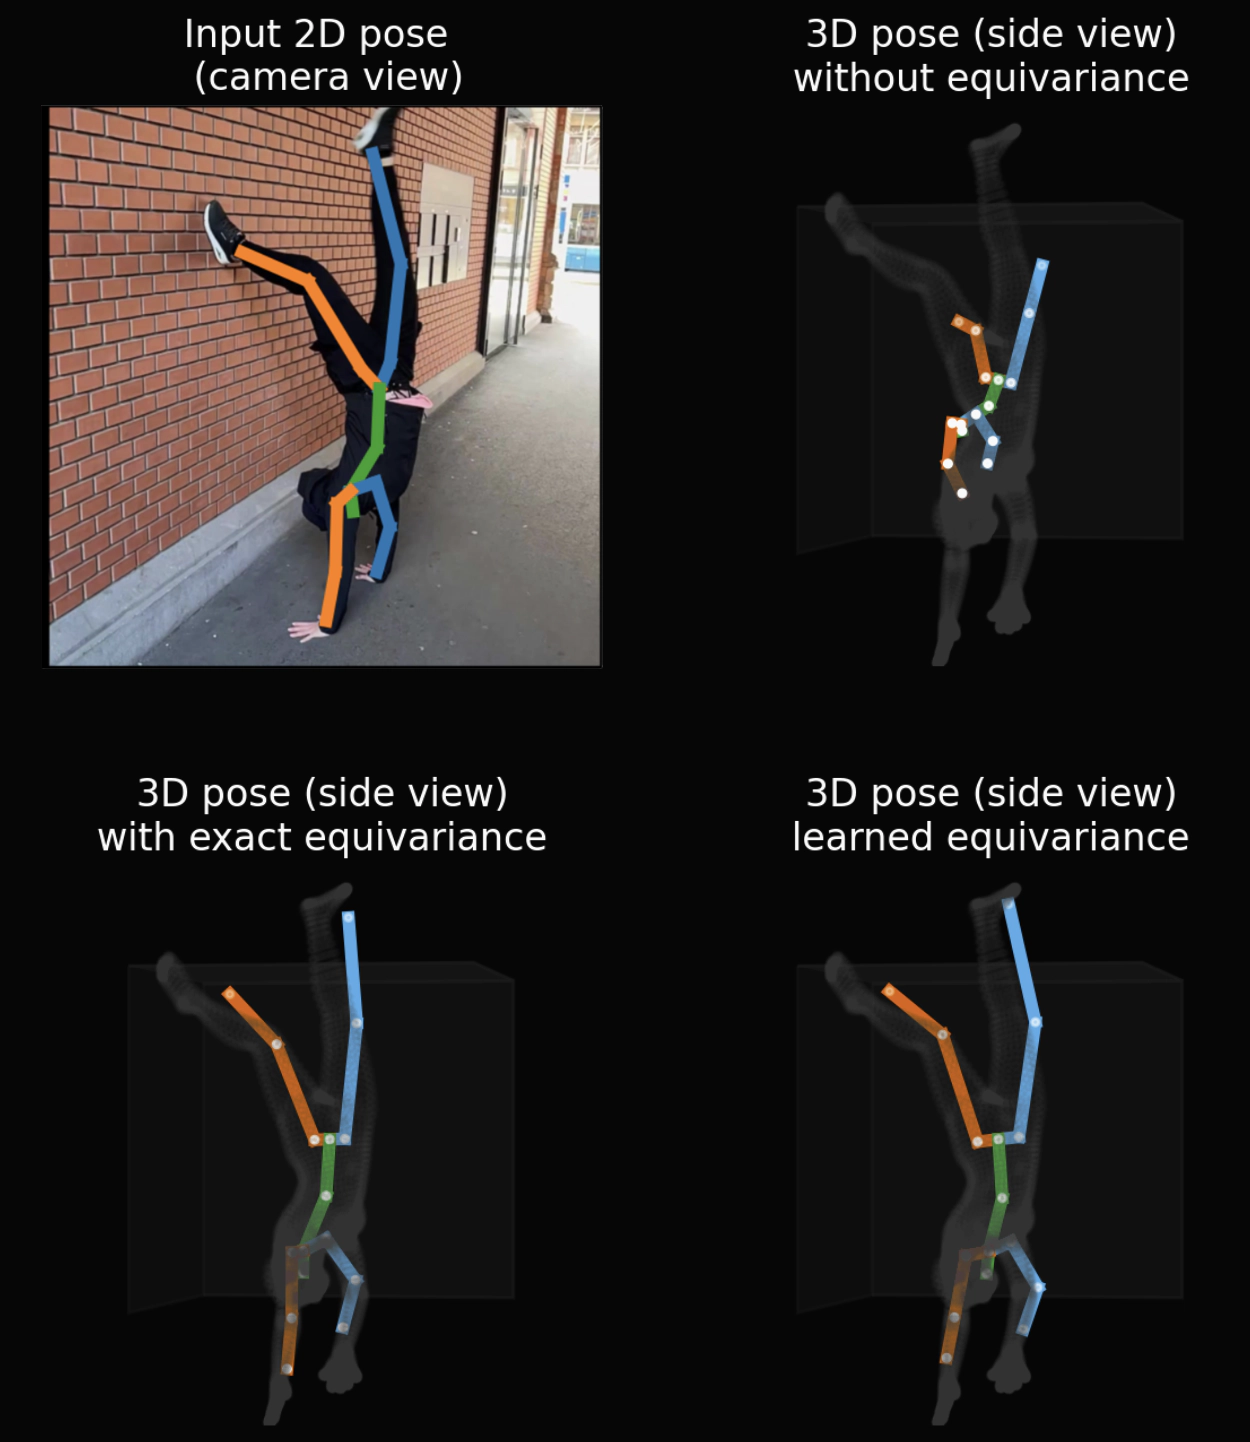 Input 2D pose
(camera view)
3D pose (side view)
without equivariance
3D pose (side view)
with exact equivariance
3D pose (side view)
learned equivariance